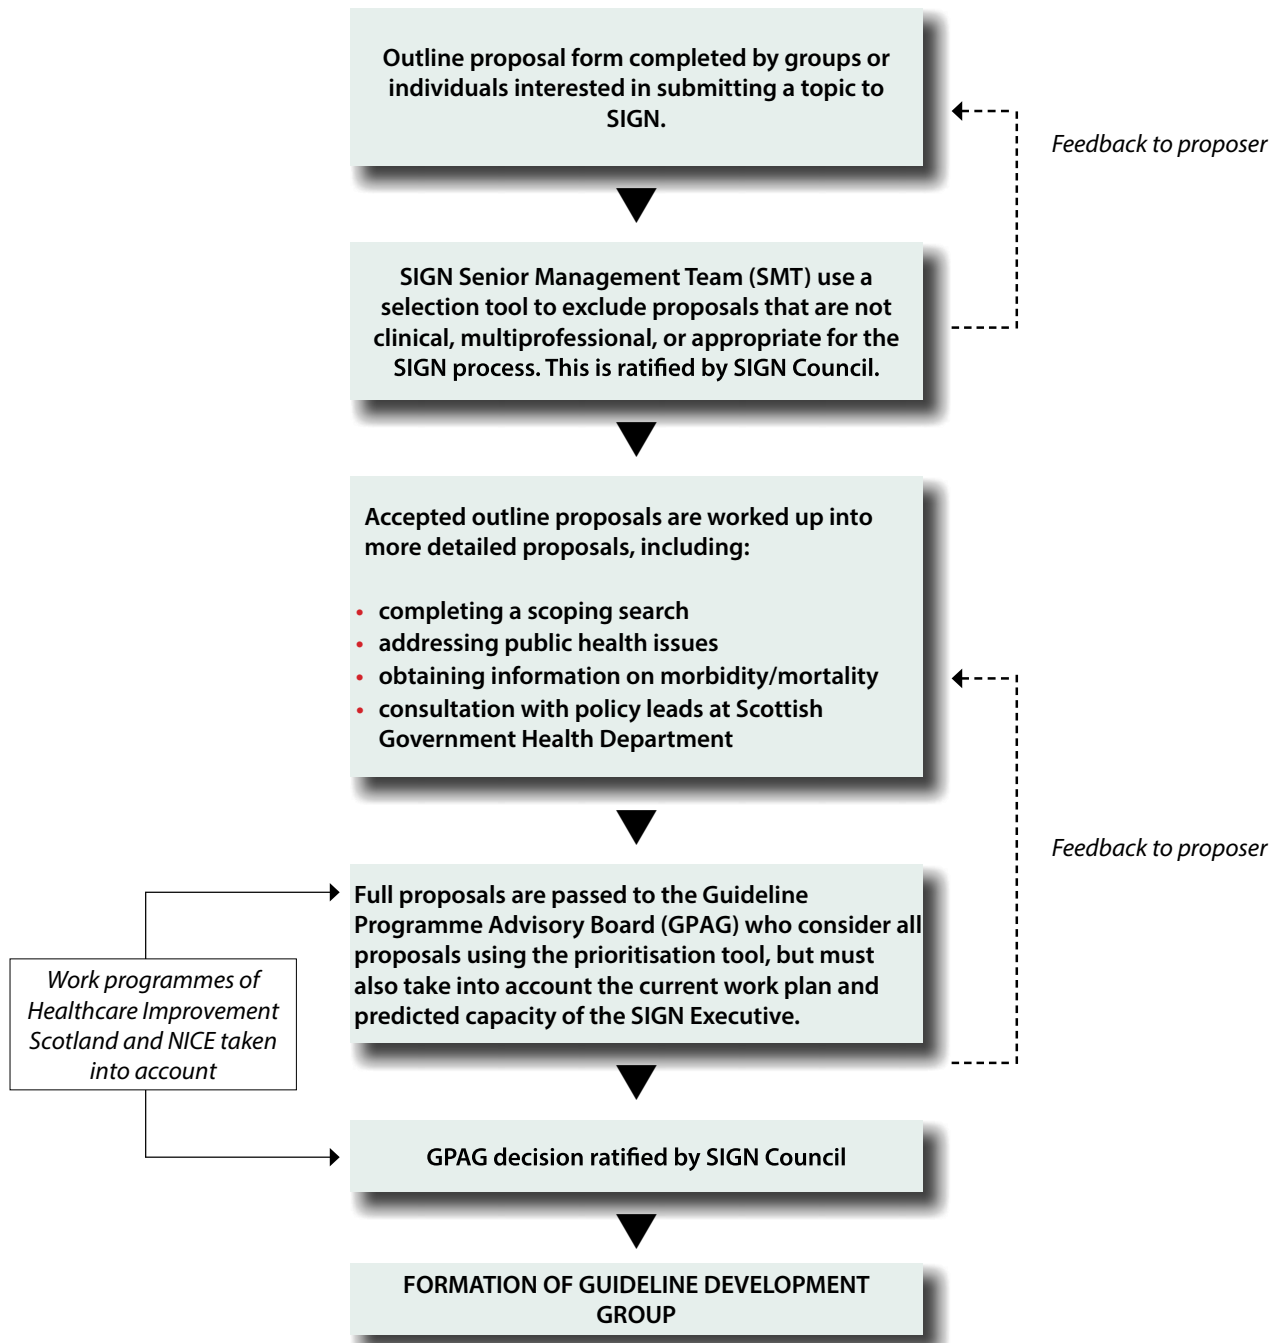 Outline proposal form completed by groups or
individuals interested in submitting a topic to
SIGN.
Feedback to proposer
SIGN Senior Management Team (SMT) use a
selection tool to exclude proposals that are not
clinical, multiprofessional, or appropriate for the
SIGN process. This is ratified by SIGN Council.
Accepted outline proposals are worked up into
more detailed proposals, including:
• completing a scoping search
• addressing public health issues
• obtaining information on morbidity/mortality
• consultation with policy leads at Scottish
Government Health Department
Feedback to proposer
Full proposals are passed to the Guideline
Programme Advisory Board (GPAG) who consider all
proposals using the prioritisation tool, but must
also take into account the current work plan and
predicted capacity of the SIGN Executive.
Work programmes of
Healthcare Improvement
Scotland and NICE taken
into account
GPAG decision ratified by SIGN Council
FORMATION OF GUIDELINE DEVELOPMENT
GROUP